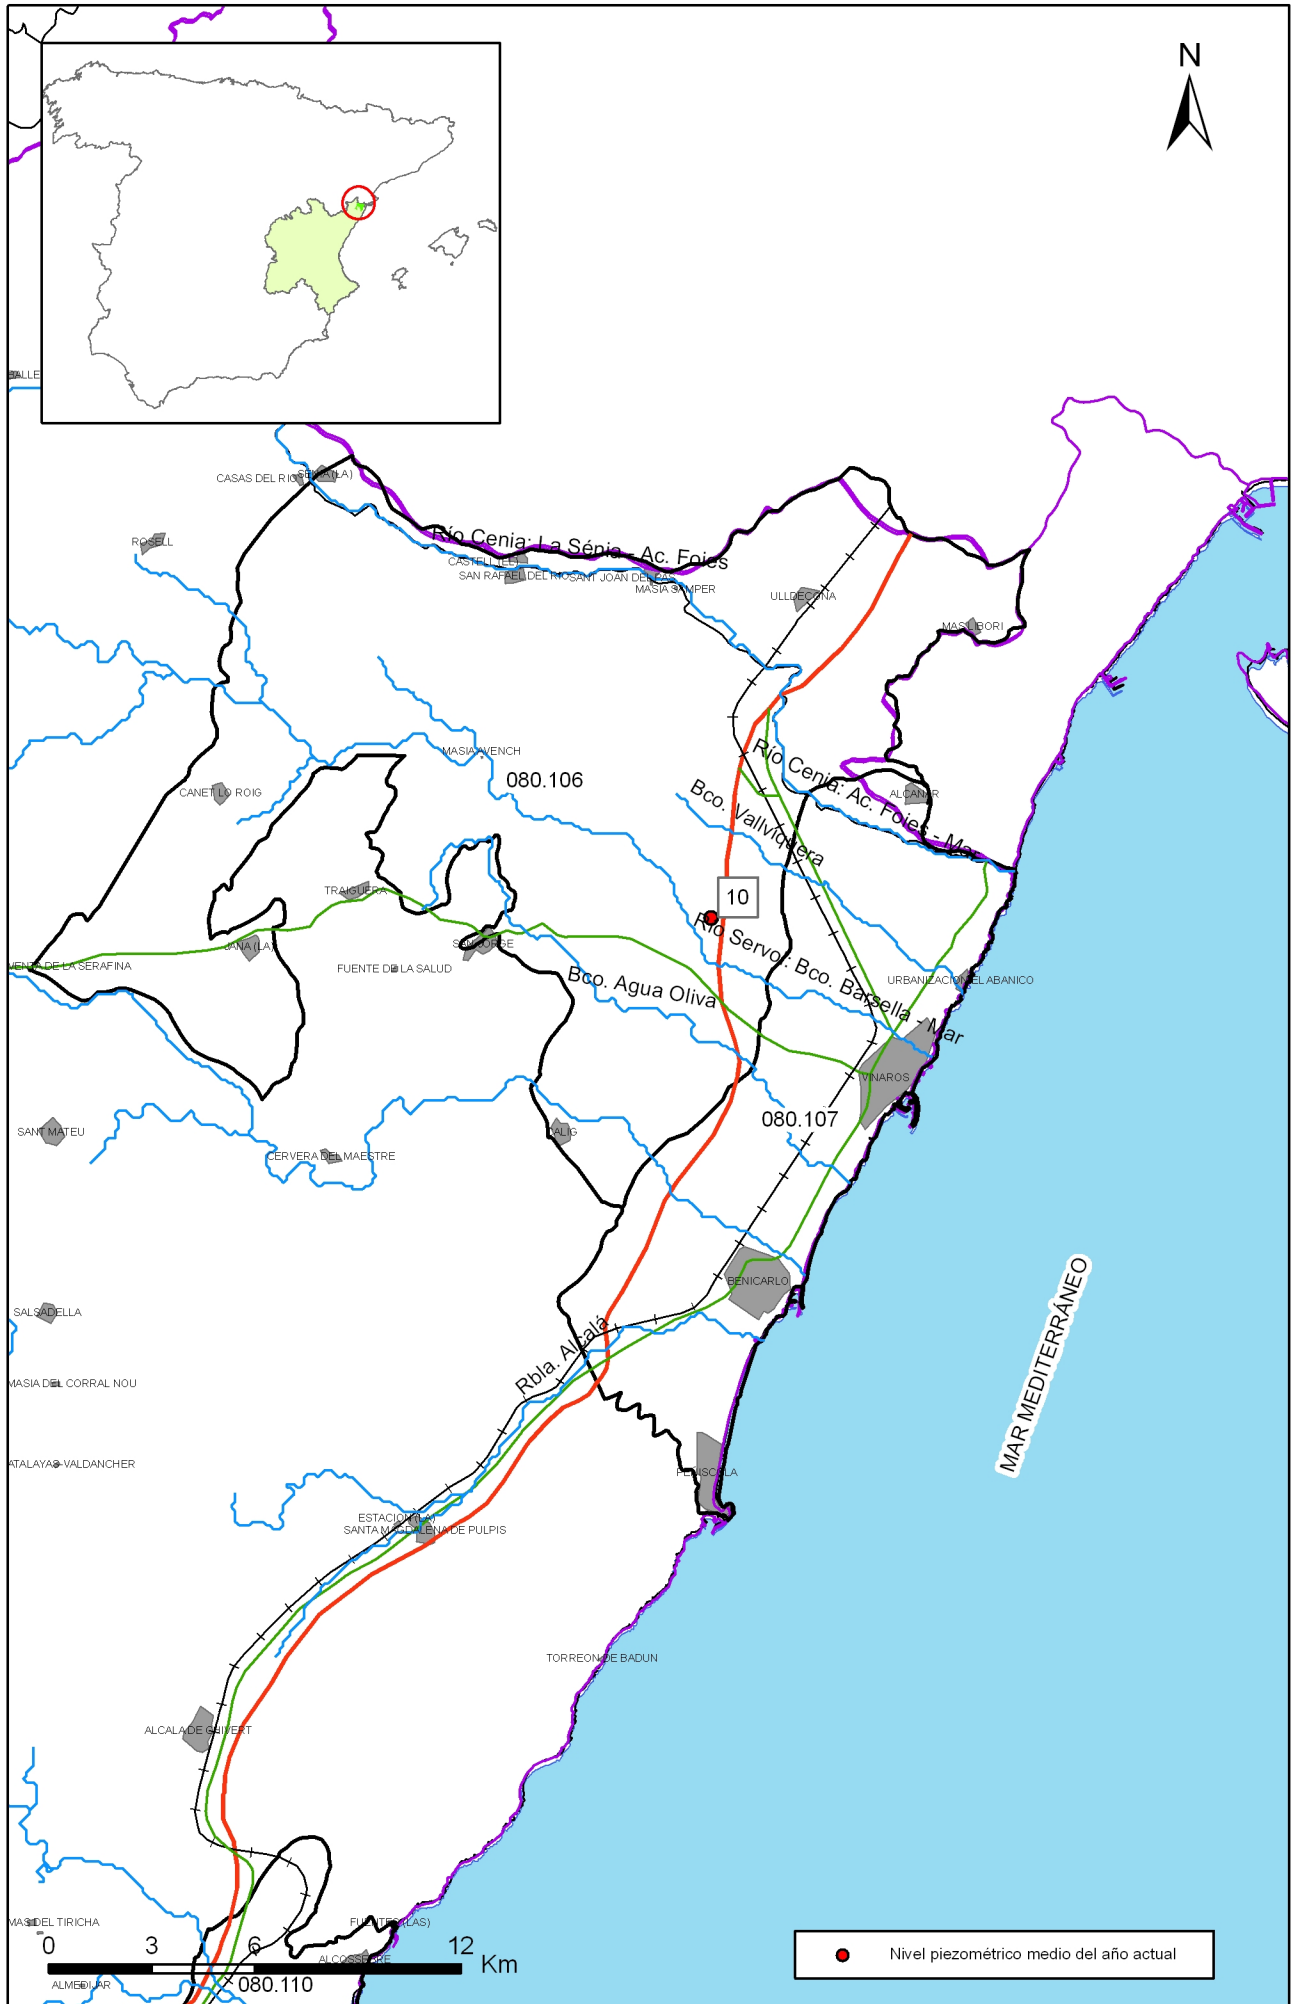 N
CASAS DEL RIO
SENIA (LA)
ROSELL
Río Cenia: La Sénia - Ac. Foies
CASTELL (EL)
SAN RAFAEL DEL RIO
SANT JOAN DEL PAS
MASIA SAMPER
ULLDECONA
MAS LIBORI
MASIA AVENCH
080.106
Río Cenia: Ac. Foies - Mar
CANET LO ROIG
Bco. Vallviquera
ALCANAR
TRAIGUERA
10
Río Servol: Bco. Barsella - Mar
JANA (LA)
SAN JORGE
VENTA DE LA SERAFINA
FUENTE DE LA SALUD
Bco. Agua Oliva
URBANIZACION EL ABANICO
VINAROS
080.107
SANT MATEU
CALIG
CERVERA DEL MAESTRE
BENICARLO
SALSADELLA
Rbla. Alcalá
MAR MEDITERRÁNEO
MASIA DEL CORRAL NOU
ATALAYAS-VALDANCHER
PEÑISCOLA
ESTACION (LA)
SANTA MAGDALENA DE PULPIS
TORREON DE BADUN
ALCALA DE CHIVERT
MAS DEL TIRICHA
FUENTES (LAS)
0 3 6 12
Km
ALCOSSEBRE
ALMEDIJAR
080.110
Nivel piezométrico medio del año actual